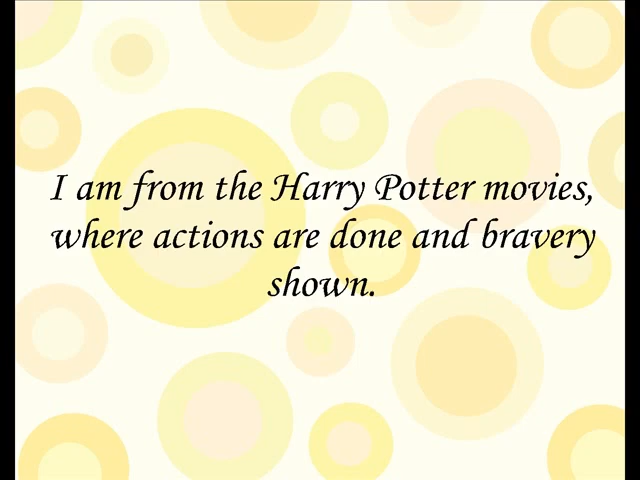 I am from the Harry Potter movies,
where actions are done and bravery
shown.